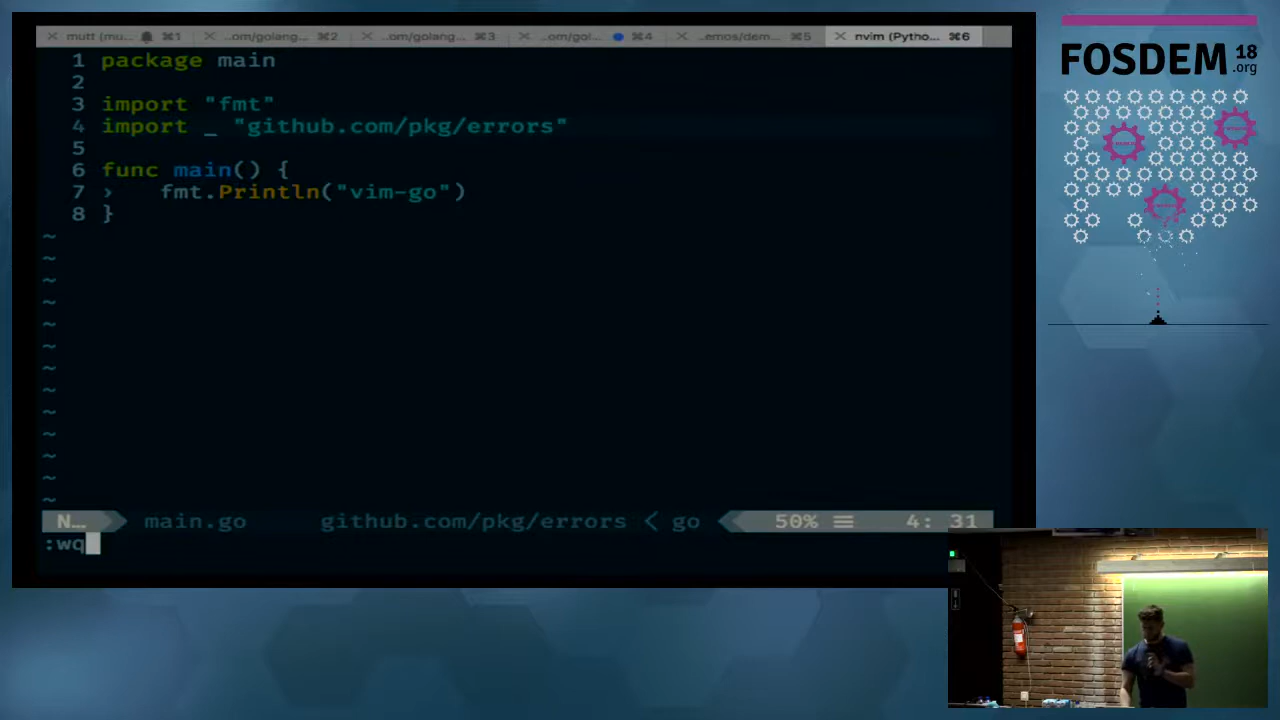 mutt (mu... ⌘1 ...om/golang... ⌘2 ...om/golang... ⌘3 ...om/gol... ⌘4 ...emos/dem... ⌘5 nvim (Pytho... ⌘6
1 package main
2
3 import "fmt"
4 import _ "github.com/pkg/errors"
5
6 func main() {
7 › fmt.Println("vim-go")
8 }
~
~
~
~
~
~
~
~
~
~
~
~
~
N... main.go github.com/pkg/errors < go 50% ☰ 4: 31
:wq
FOSDEM 18
.org